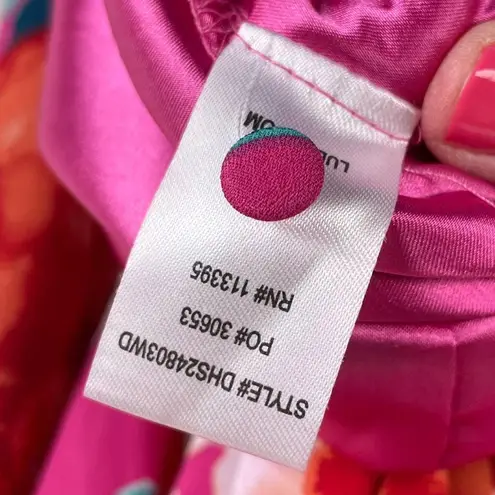 RN# 113395
PO# 30653
STYLE# DHS24803WD